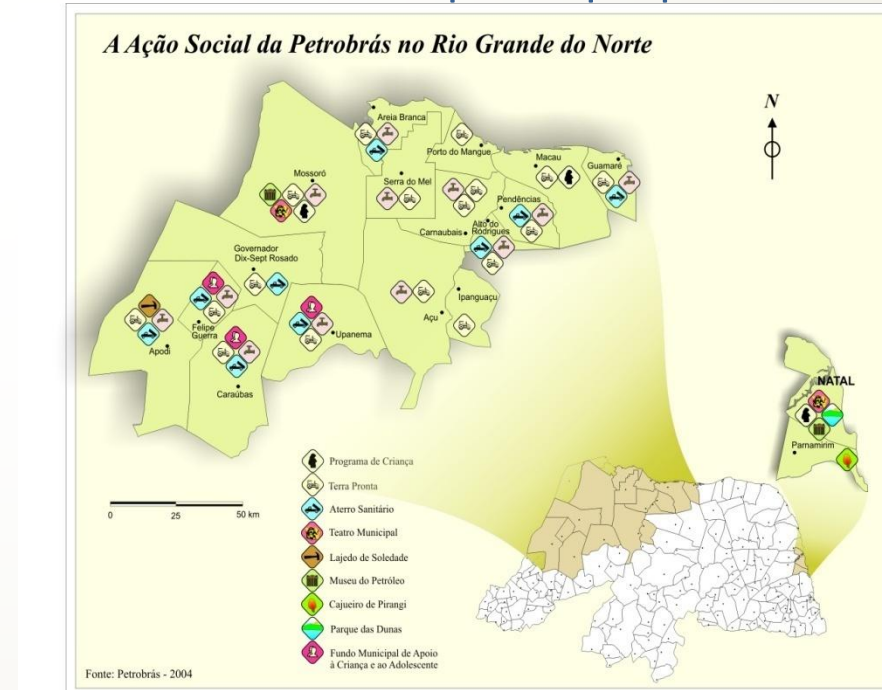 A Ação Social da Petrobrás no Rio Grande do Norte
N
Areia Branca
Porto do Mangue
Macau
Guamaré
Mossoró
Serra do Mel
Pendências
Carnaubais
Alto do
Rodrigues
Governador
Dix-Sept Rosado
Ipanguaçu
Açu
Felipe
Guerra
Upanema
Apodi
Caraúbas
NATAL
Parnamirim
Programa de Criança
Terra Pronta
Aterro Sanitário
Teatro Municipal
Lajedo de Soledade
Museu do Petróleo
Cajueiro de Pirangi
Parque das Dunas
Fundo Municipal de Apoio
à Criança e ao Adolescente
0 25 50 km
Fonte: Petrobrás - 2004